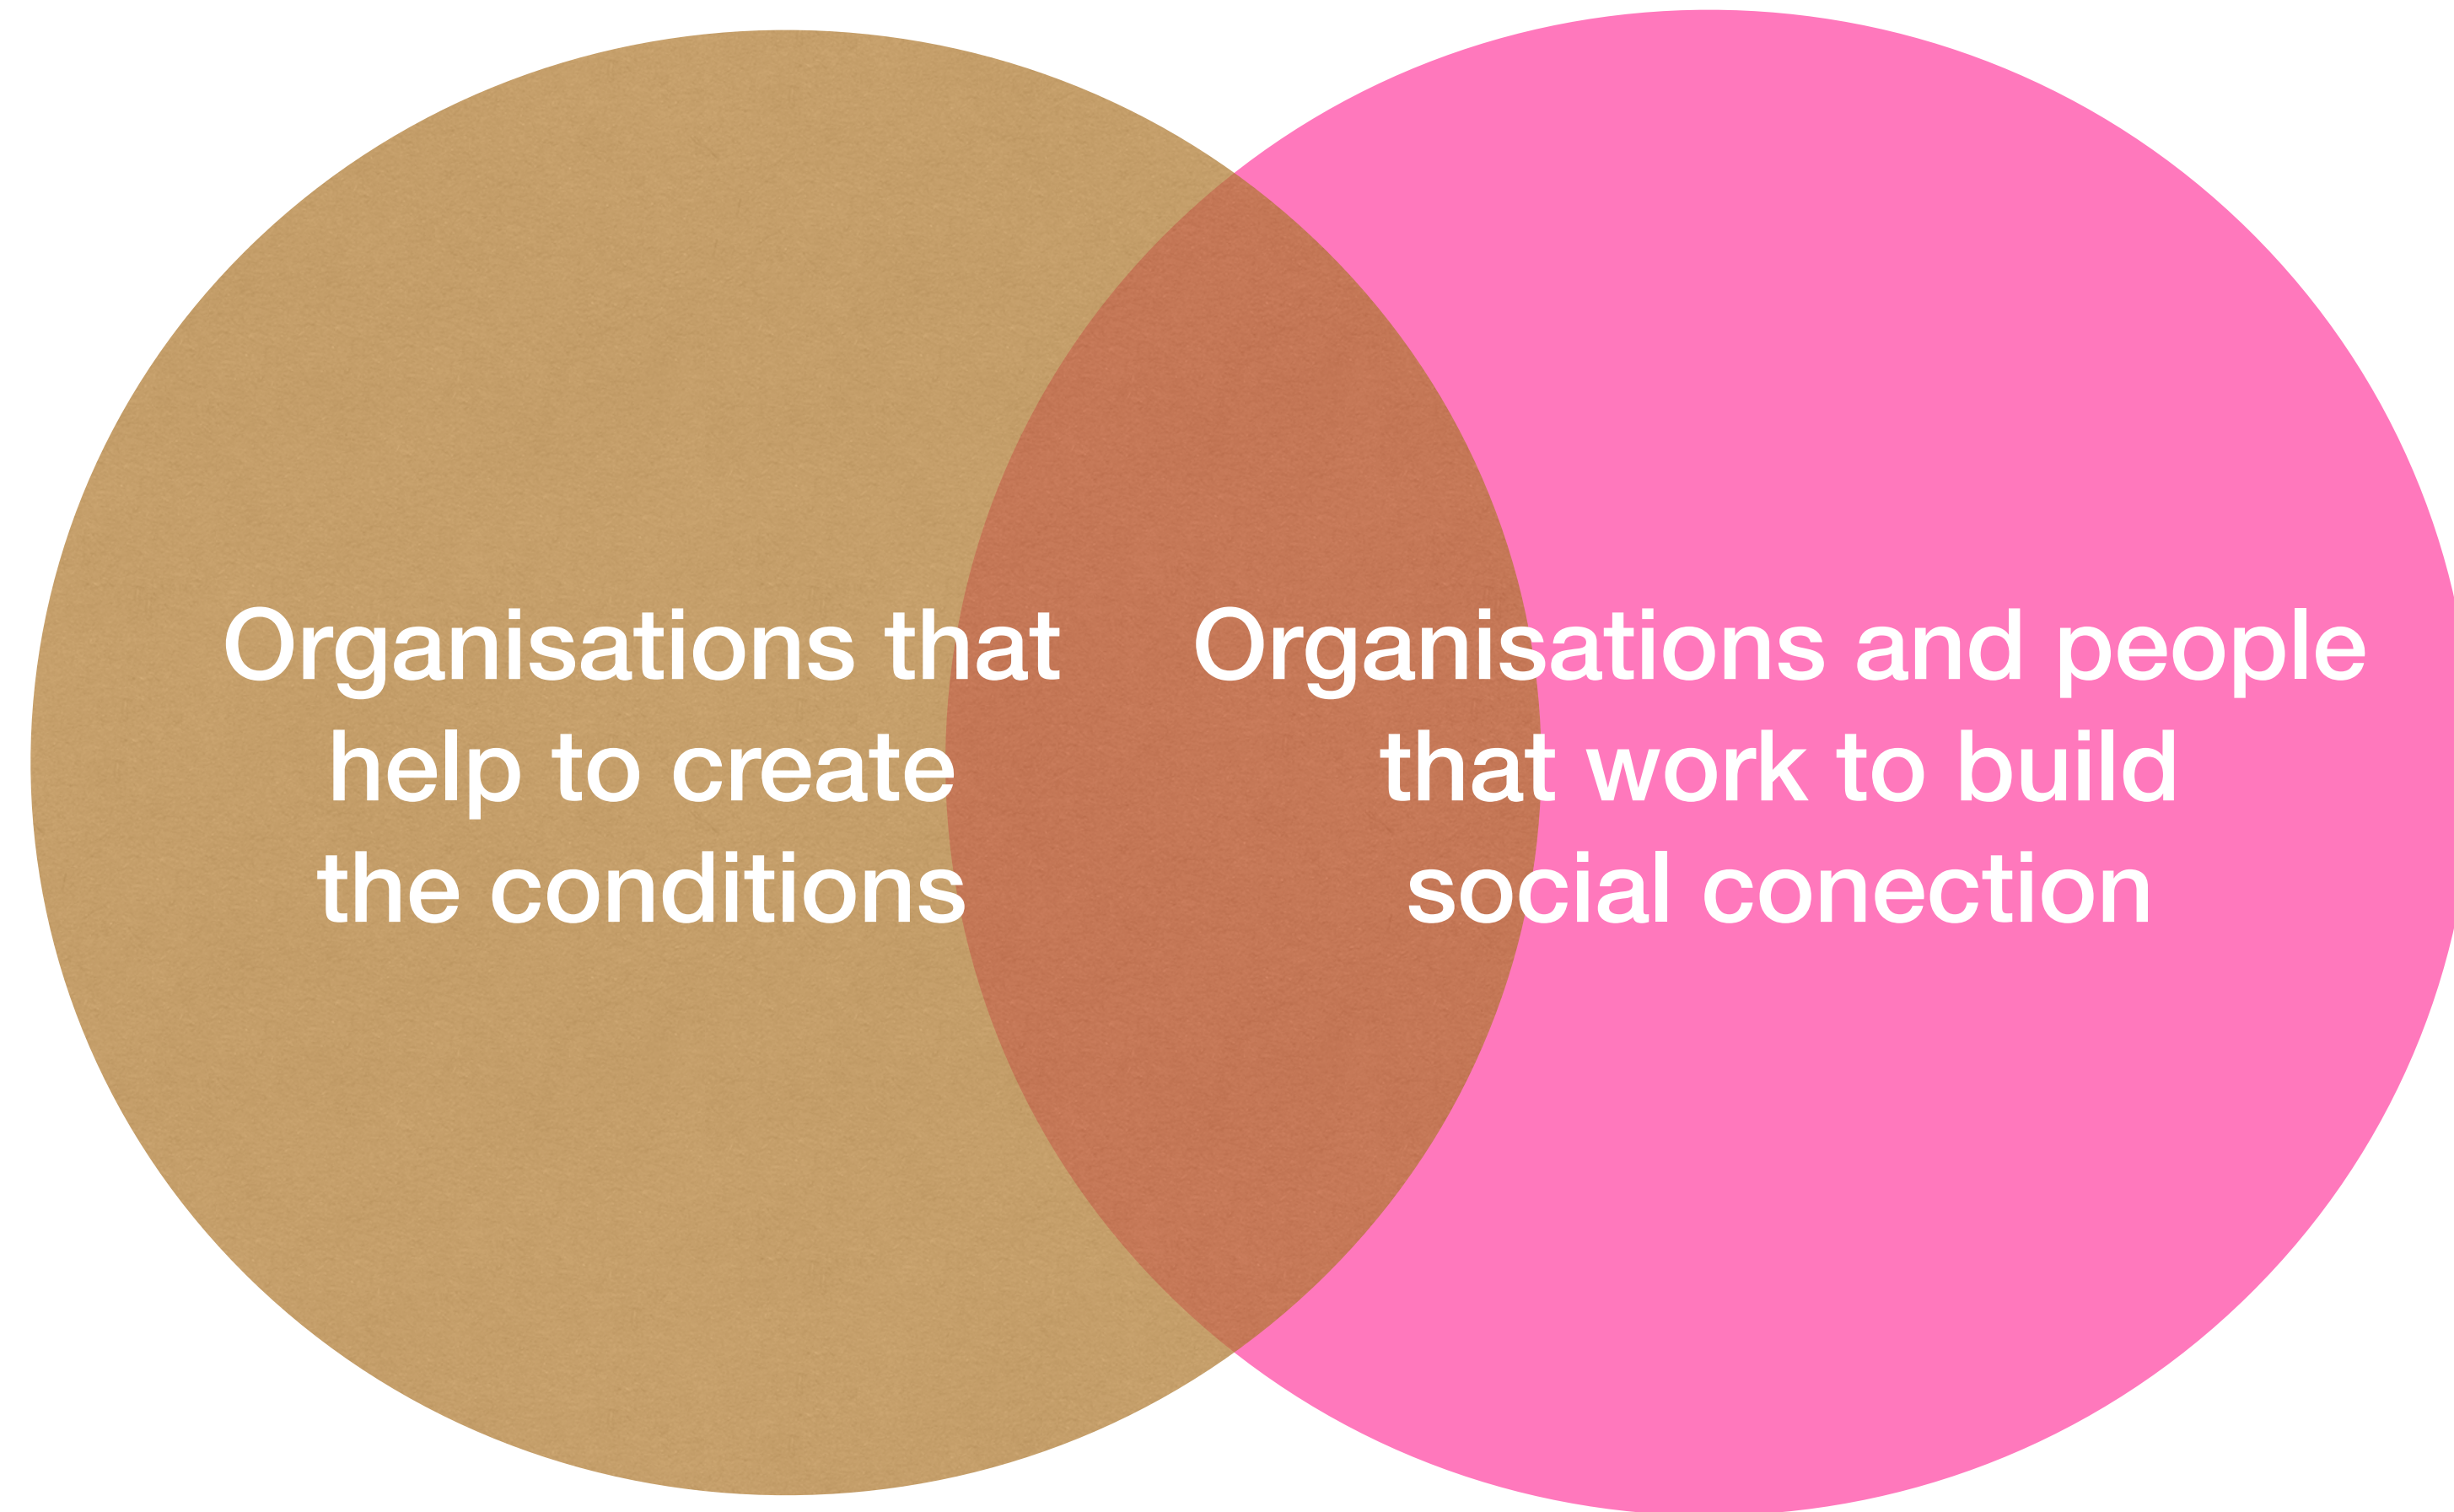 Organisations that
help to create
the conditions
Organisations and people
that work to build
social conection